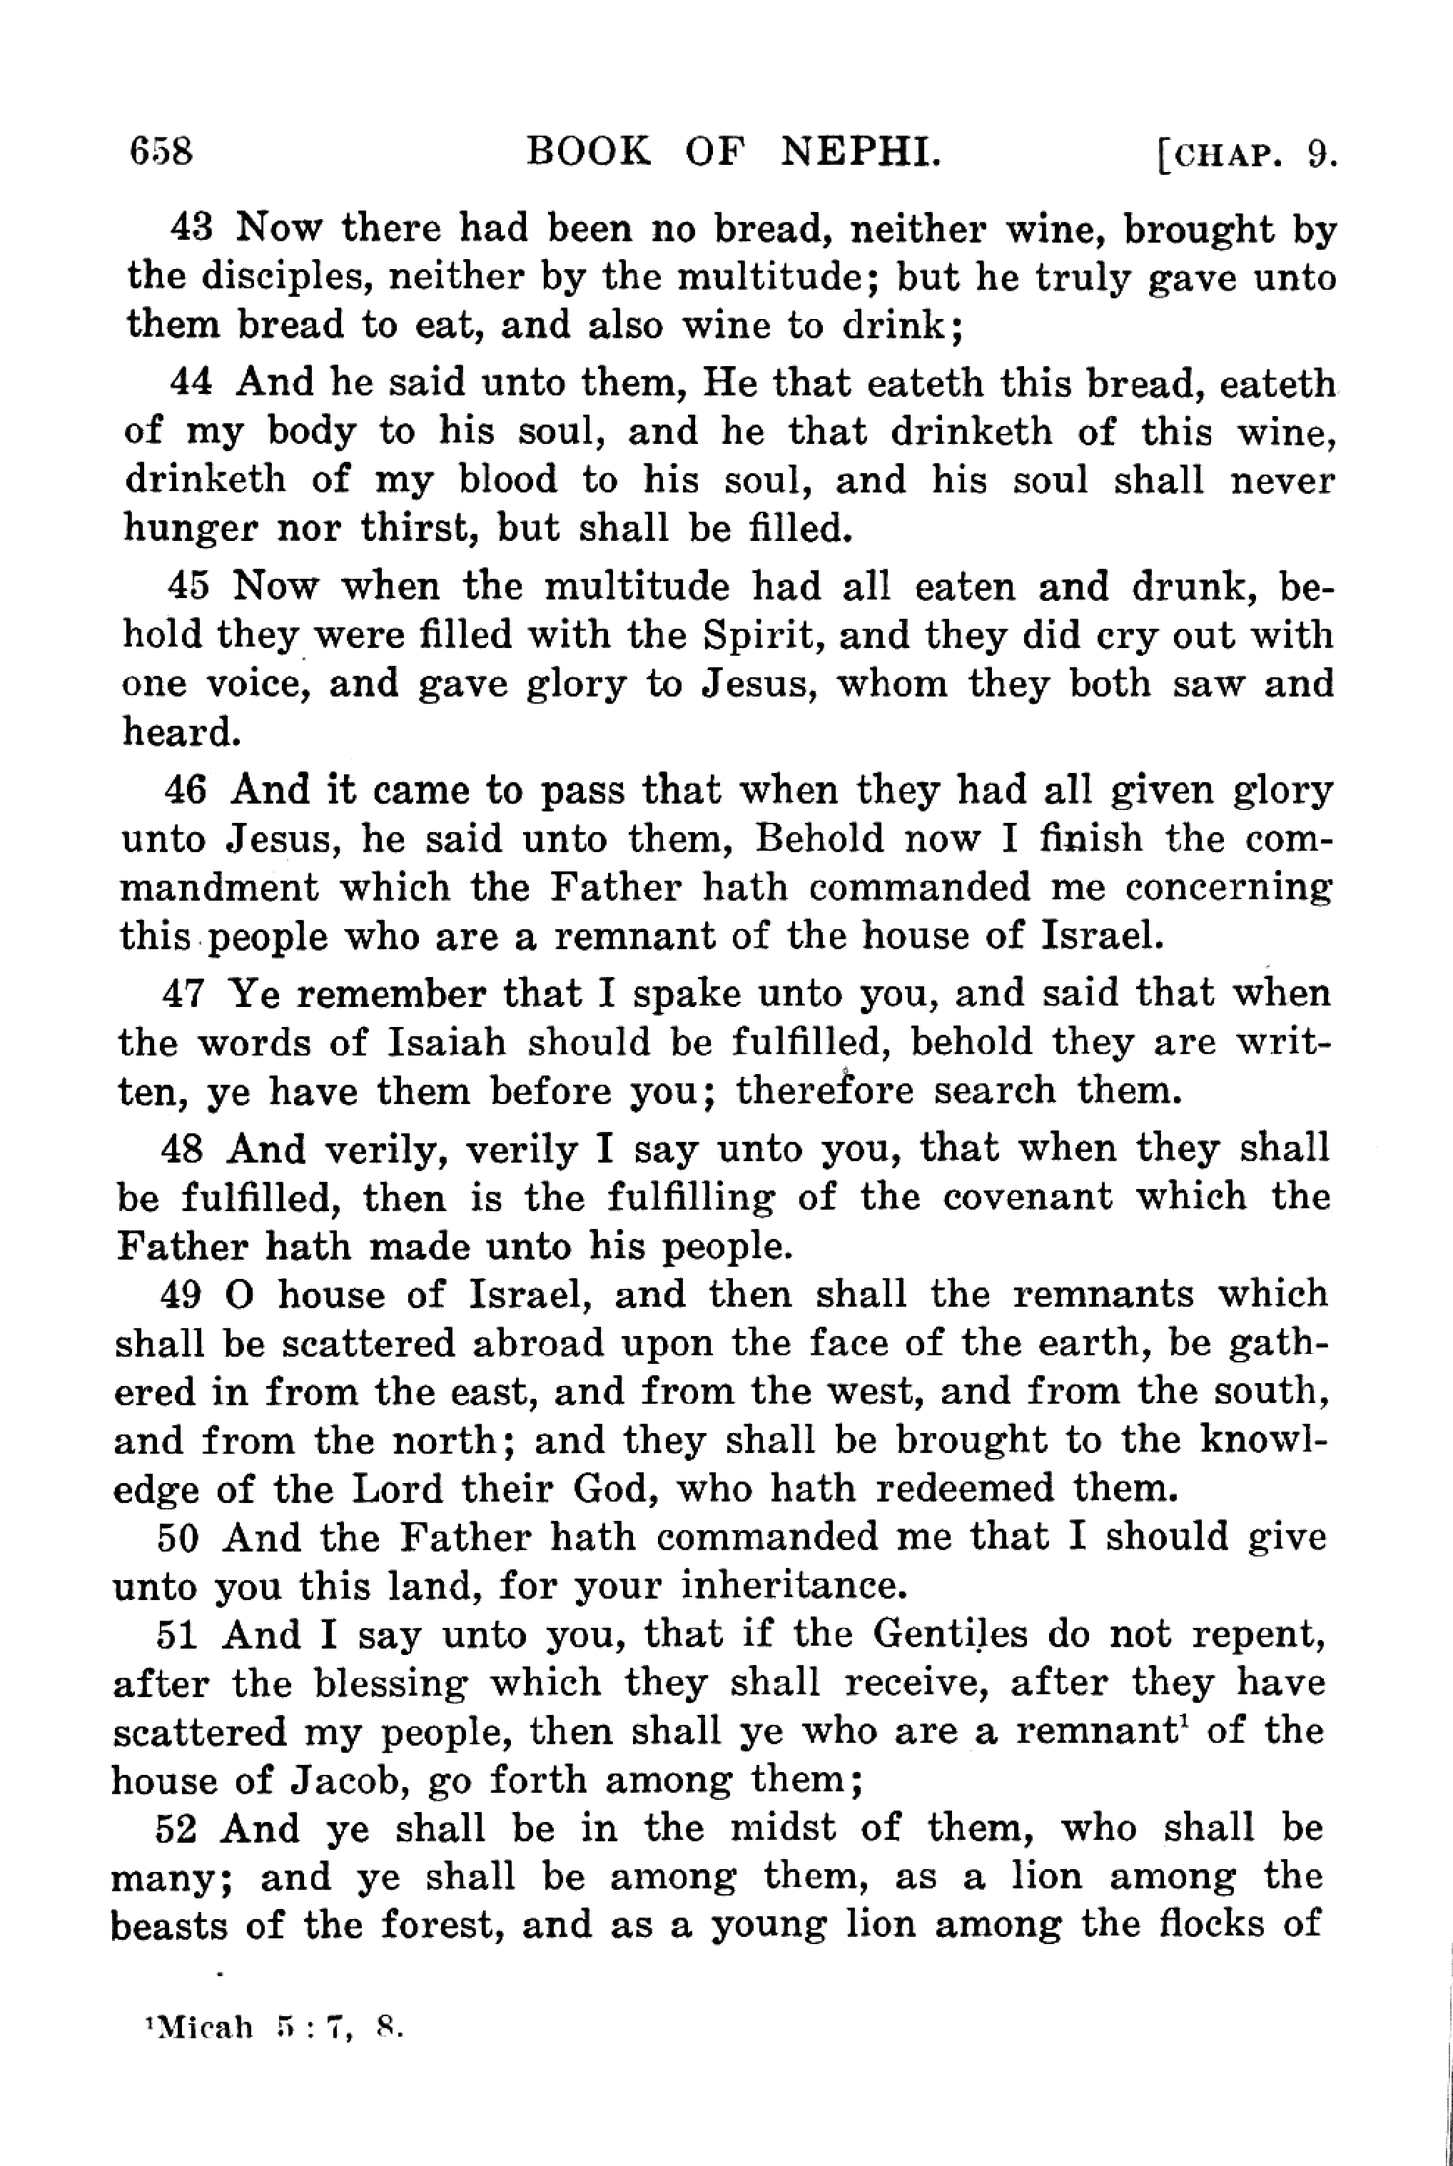 658 BOOK OF NEPHI. [CHAP. 9.
43 Now there had been no bread, neither wine, brought by
the disciples, neither by the multitude; but he truly gave unto
them bread to eat, and also wine to drink;
44 And he said unto them, He that eateth this bread, eateth
of my body to his soul, and he that drinketh of this wine,
drinketh of my blood to his soul, and his soul shall never
hunger nor thirst, but shall be filled.
45 Now when the multitude had all eaten and drunk, be-
hold they were filled with the Spirit, and they did cry out with
one voice, and gave glory to Jesus, whom they both saw and
heard.
46 And it came to pass that when they had all given glory
unto Jesus, he said unto them, Behold now I finish the com-
mandment which the Father hath commanded me concerning
this people who are a remnant of the house of Israel.
47 Ye remember that I spake unto you, and said that when
the words of Isaiah should be fulfilled, behold they are writ-
ten, ye have them before you; therefore search them.
48 And verily, verily I say unto you, that when they shall
be fulfilled, then is the fulfilling of the covenant which the
Father hath made unto his people.
49 O house of Israel, and then shall the remnants which
shall be scattered abroad upon the face of the earth, be gath-
ered in from the east, and from the west, and from the south,
and from the north; and they shall be brought to the knowl-
edge of the Lord their God, who hath redeemed them.
50 And the Father hath commanded me that I should give
unto you this land, for your inheritance.
51 And I say unto you, that if the Gentiles do not repent,
after the blessing which they shall receive, after they have
scattered my people, then shall ye who are a remnant¹ of the
house of Jacob, go forth among them;
52 And ye shall be in the midst of them, who shall be
many; and ye shall be among them, as a lion among the
beasts of the forest, and as a young lion among the flocks of
¹Micah 5 : 7, 8.